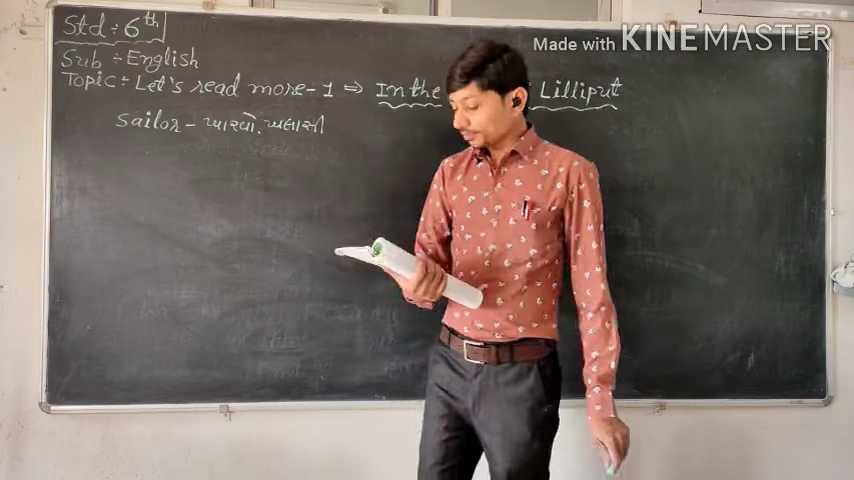 Std ÷ 6th
Made with KINEMASTER
Sub ÷ English
Topic ÷ Let's read more-1 ⇒ In the Lilliput
Sailor - ખારવો, ખલાસી